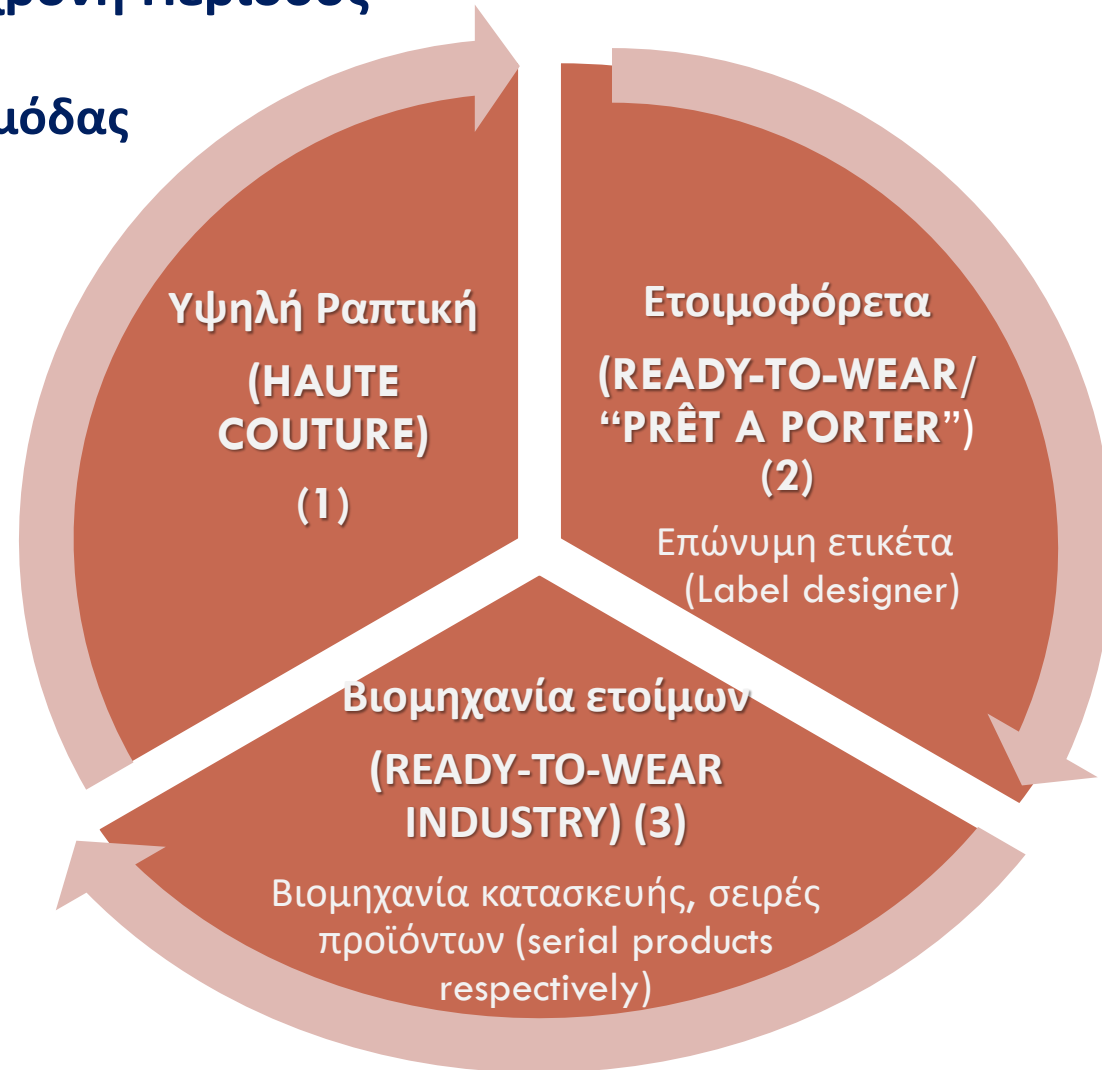 Περίοδος
μόδας
Υψηλή Ραπτική
(HAUTE
COUTURE)
(1)
Ετοιμοφόρετα
(READY-TO-WEAR/
“PRÊT A PORTER”)
(2)
Επώνυμη ετικέτα
(Label designer)
Βιομηχανία ετοίμων
(READY-TO-WEAR
INDUSTRY) (3)
Βιομηχανία κατασκευής, σειρές
προϊόντων (serial products
respectively)